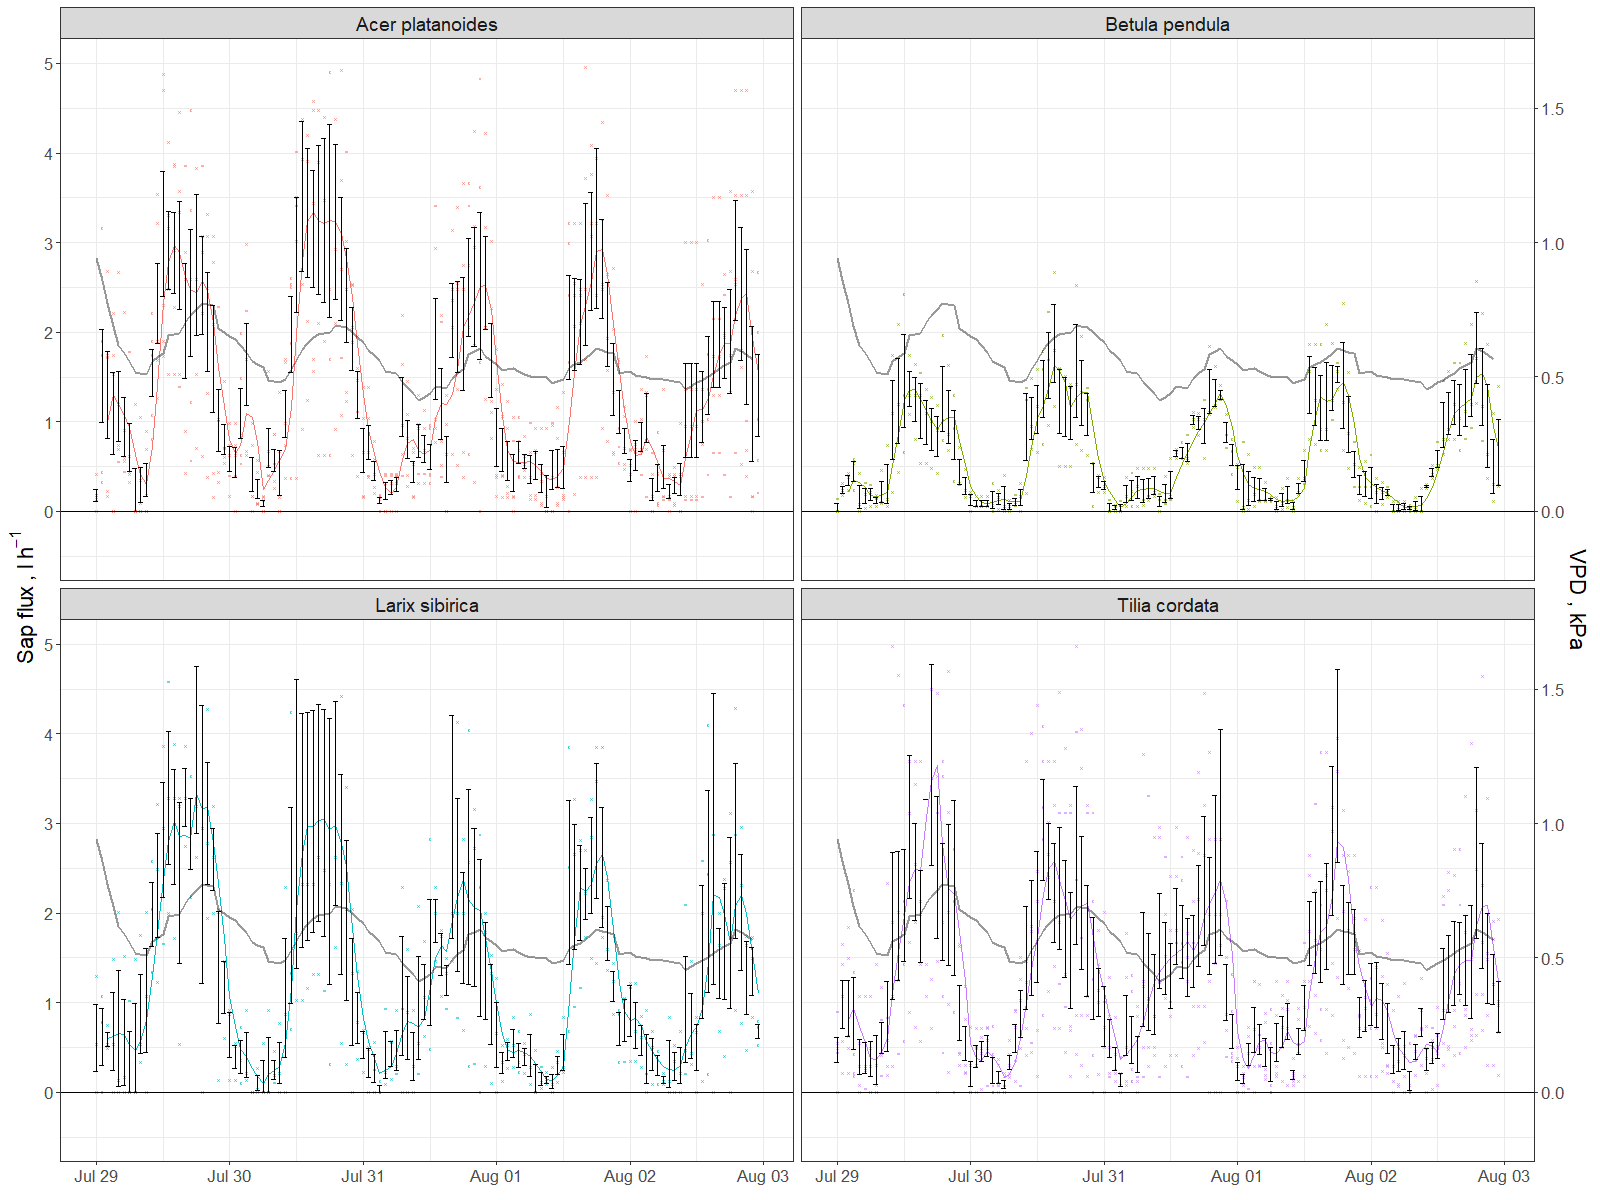 Acer platanoides
Betula pendula
5
4
3
2
1
0
1.5
1.0
0.5
0.0
Sap flux , l h⁻¹
VPD , kPa
Larix sibirica
Tilia cordata
5
4
3
2
1
0
1.5
1.0
0.5
0.0
Jul 29
Jul 30
Jul 31
Aug 01
Aug 02
Aug 03
Jul 29
Jul 30
Jul 31
Aug 01
Aug 02
Aug 03